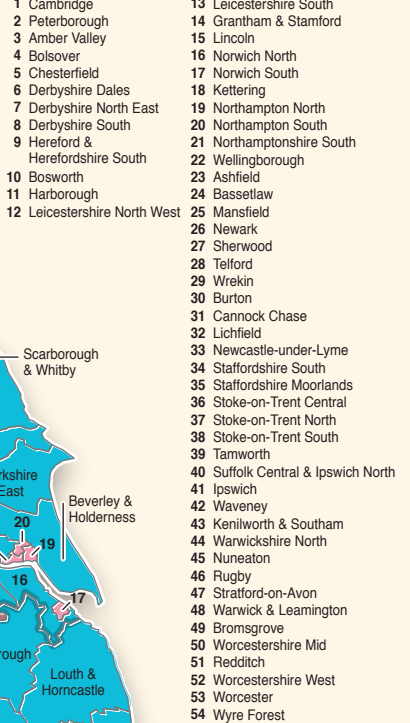 1 Cambridge
2 Peterborough
3 Amber Valley
4 Bolsover
5 Chesterfield
6 Derbyshire Dales
7 Derbyshire North East
8 Derbyshire South
9 Hereford &
Herefordshire South
10 Bosworth
11 Harborough
12 Leicestershire North West
13 Leicestershire South
14 Grantham & Stamford
15 Lincoln
16 Norwich North
17 Norwich South
18 Kettering
19 Northampton North
20 Northampton South
21 Northamptonshire South
22 Wellingborough
23 Ashfield
24 Bassetlaw
25 Mansfield
26 Newark
27 Sherwood
28 Telford
29 Wrekin
30 Burton
31 Cannock Chase
32 Lichfield
33 Newcastle-under-Lyme
34 Staffordshire South
35 Staffordshire Moorlands
36 Stoke-on-Trent Central
37 Stoke-on-Trent North
38 Stoke-on-Trent South
39 Tamworth
40 Suffolk Central & Ipswich North
41 Ipswich
42 Waveney
43 Kenilworth & Southam
44 Warwickshire North
45 Nuneaton
46 Rugby
47 Stratford-on-Avon
48 Warwick & Leamington
49 Bromsgrove
50 Worcestershire Mid
51 Redditch
52 Worcestershire West
53 Worcester
54 Wyre Forest
Scarborough
& Whitby
rkshire
East
Beverley &
Holderness
20
19
16
17
rough
Louth &
Horncastle